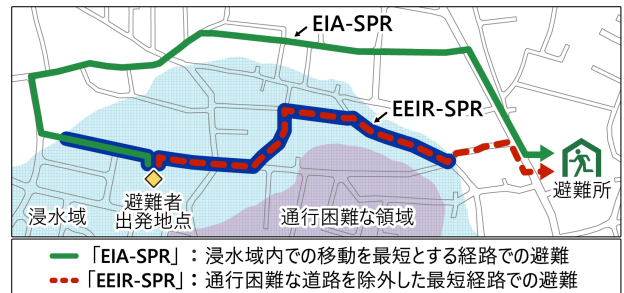 EIA-SPR
EEIR-SPR
避難者
出発地点
避難所
浸水域
通行困難な領域
「EIA-SPR」：浸水域内での移動を最短とする経路での避難
「EEIR-SPR」：通行困難な道路を除外した最短経路での避難